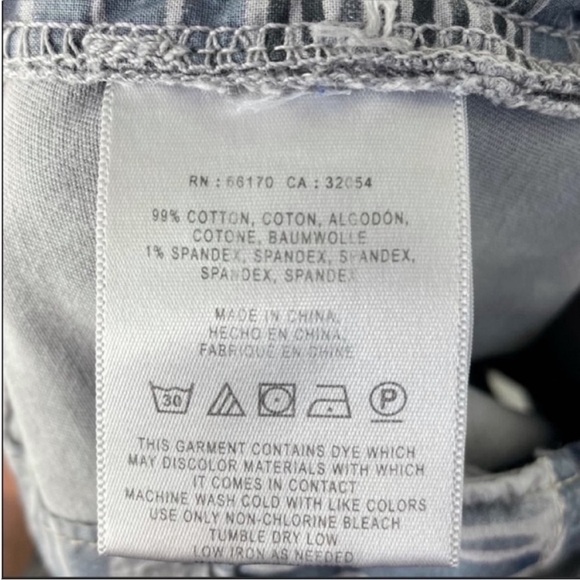 RN : 66170 CA : 32054
99% COTTON, COTON, ALGODÓN,
COTONE, BAUMWOLLE
1% SPANDEX, SPANDEX, SPANDEX,
SPANDEX, SPANDEX
MADE IN CHINA,
HECHO EN CHINA,
FABRIQUE EN CHINE
30
P
THIS GARMENT CONTAINS DYE WHICH
MAY DISCOLOR MATERIALS WITH WHICH
IT COMES IN CONTACT
MACHINE WASH COLD WITH LIKE COLORS
USE ONLY NON-CHLORINE BLEACH
TUMBLE DRY LOW
LOW IRON AS NEEDED